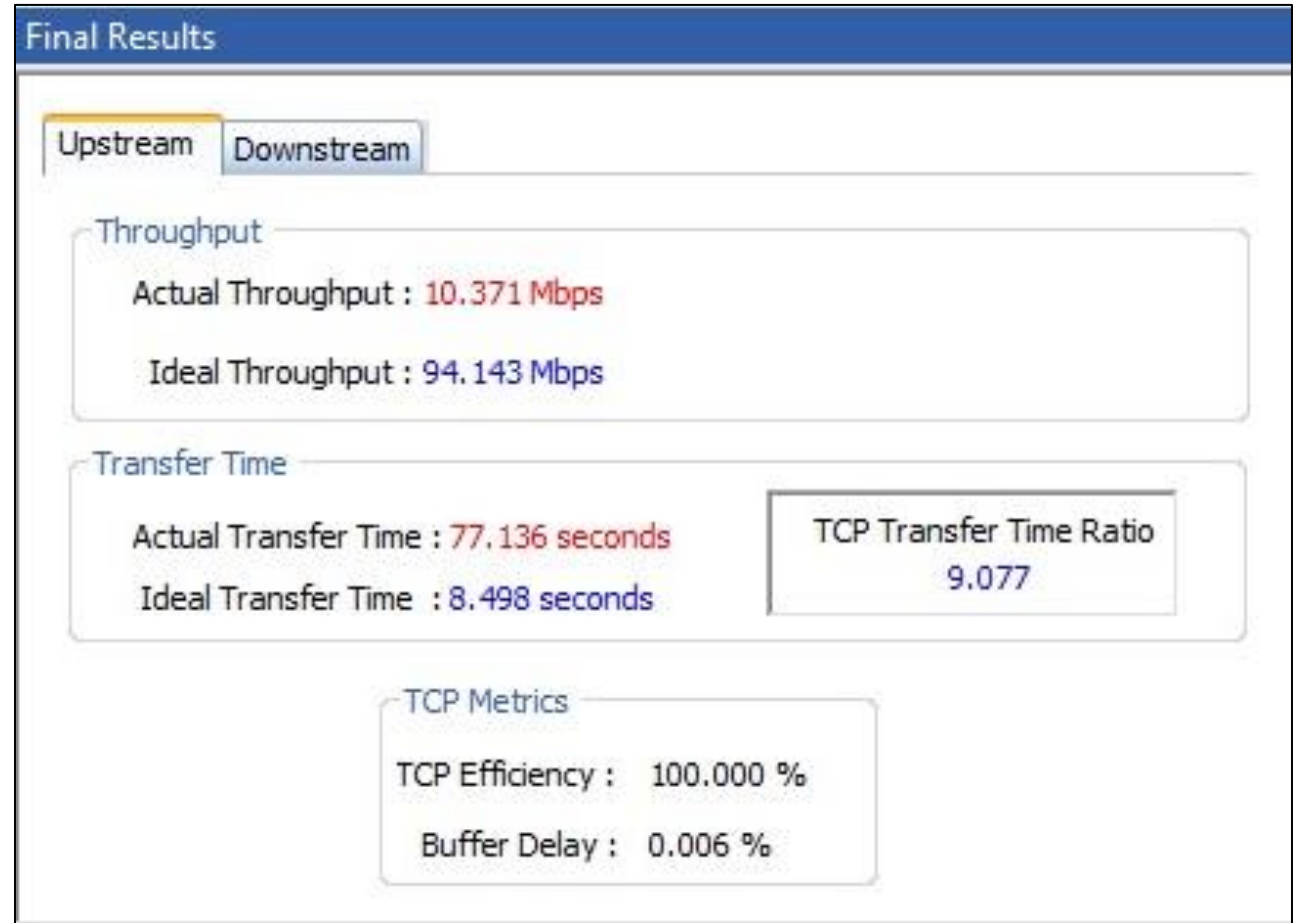 Final Results
Upstream Downstream
Throughput
Actual Throughput : 10.371 Mbps
Ideal Throughput : 94.143 Mbps
Transfer Time
Actual Transfer Time : 77.136 seconds
Ideal Transfer Time : 8.498 seconds
TCP Transfer Time Ratio
9.077
TCP Metrics
TCP Efficiency : 100.000 %
Buffer Delay : 0.006 %